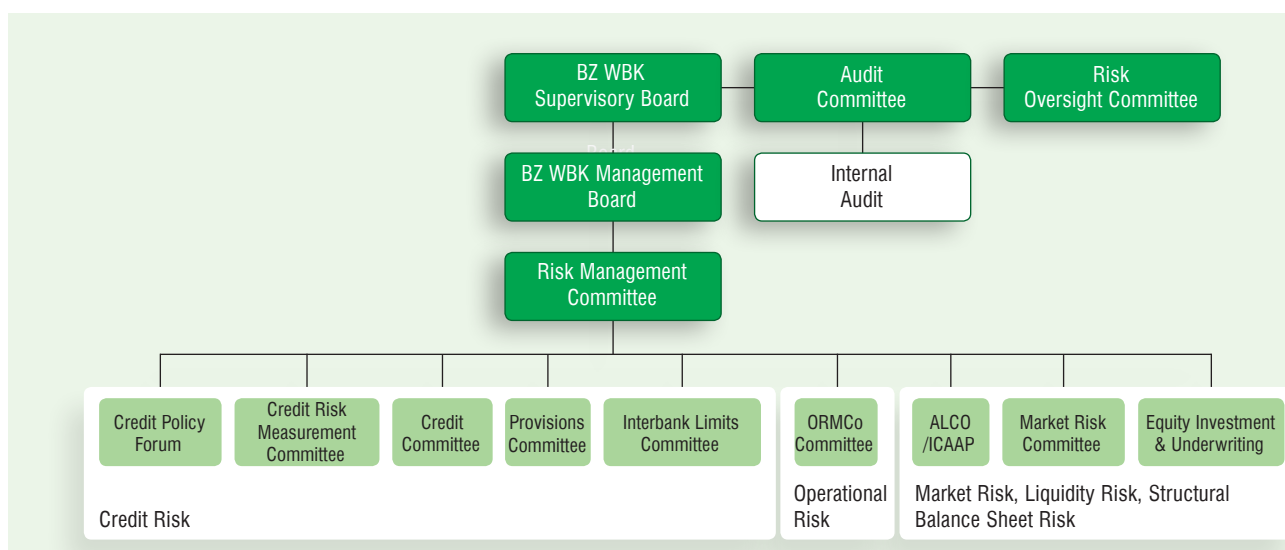 BZ WBK
Supervisory Board
Audit
Committee
Risk
Oversight Committee
Board
BZ WBK Management
Board
Internal
Audit
Risk Management
Committee
Credit Policy
Forum
Credit Risk
Measurement
Committee
Credit
Committee
Provisions
Committee
Interbank Limits
Committee
ORMCo
Committee
ALCO
/ICAAP
Market Risk
Committee
Equity Investment
& Underwriting
Credit Risk
Operational
Risk
Market Risk, Liquidity Risk, Structural
Balance Sheet Risk